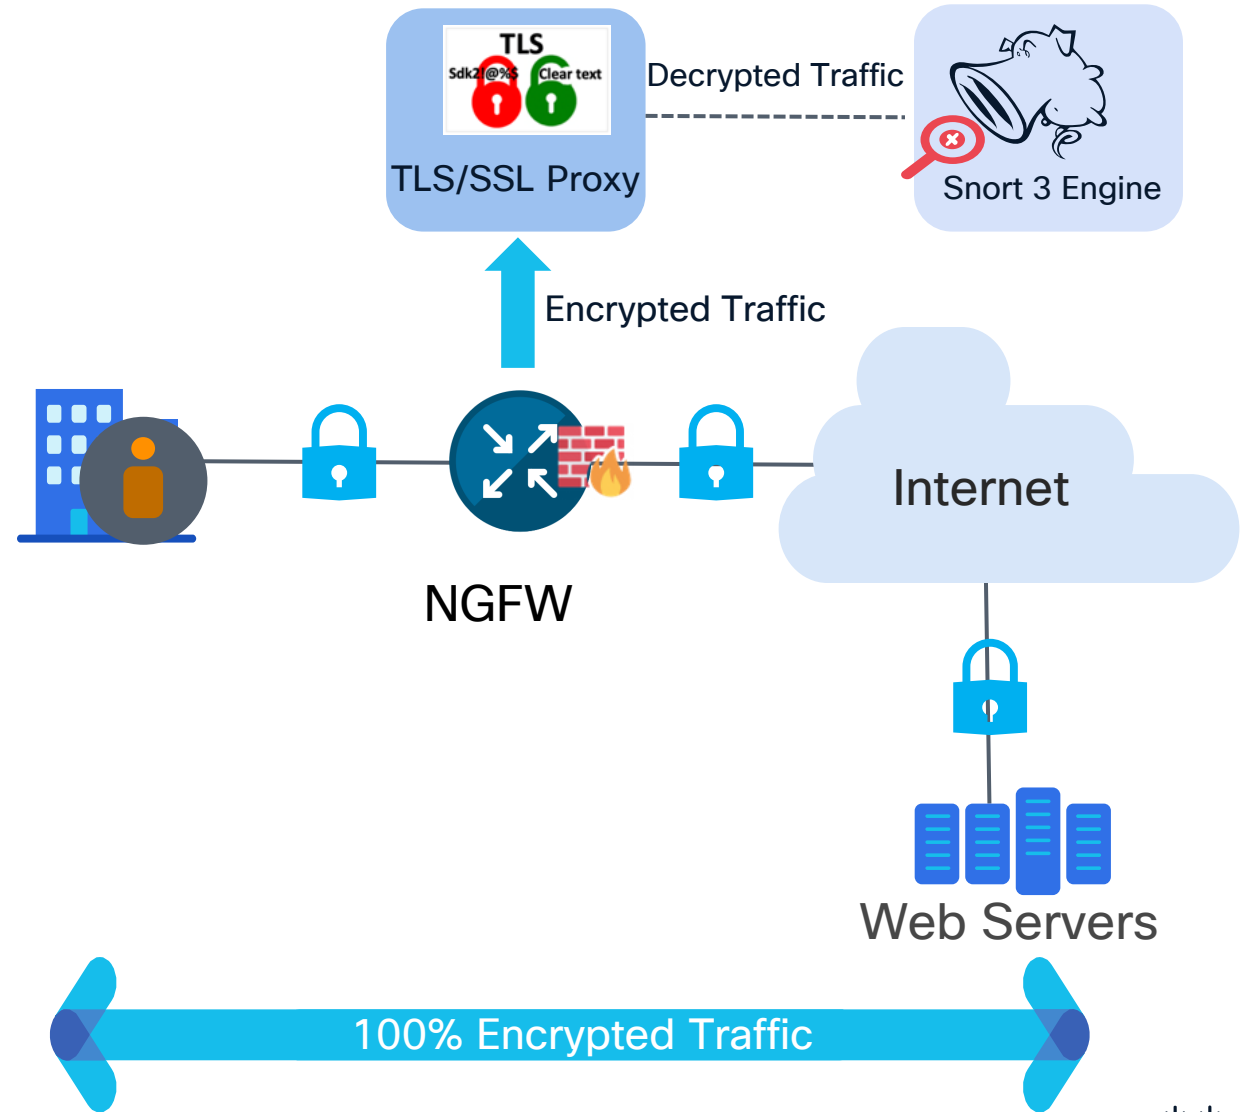 TLS
Sdk2!@%$ Clear text
TLS/SSL Proxy
Decrypted Traffic
Snort 3 Engine
Encrypted Traffic
Internet
NGFW
Web Servers
100% Encrypted Traffic